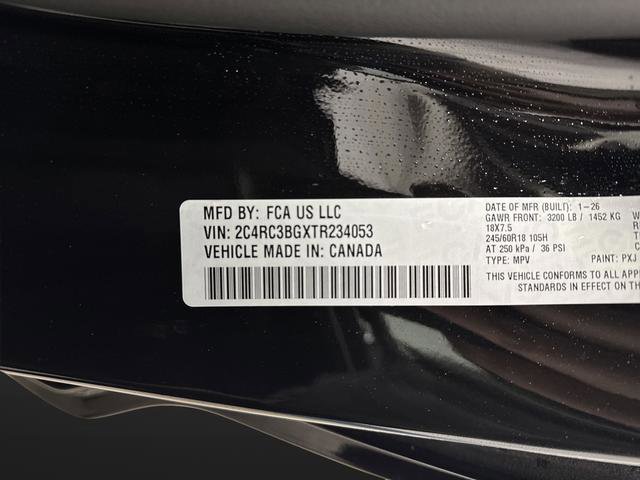 MFD BY: FCA US LLC
VIN: 2C4RC3BGXTR234053
VEHICLE MADE IN: CANADA
DATE OF MFR (BUILT): 1-26
GAWR FRONT: 3200 LB / 1452 KG
18X7.5
245/60R18 105H
AT 250 kPa / 36 PSI
TYPE: MPV PAINT: PXJ
THIS VEHICLE CONFORMS TO ALL APP
CAR BUMPER STANDARDS IN EFFECT